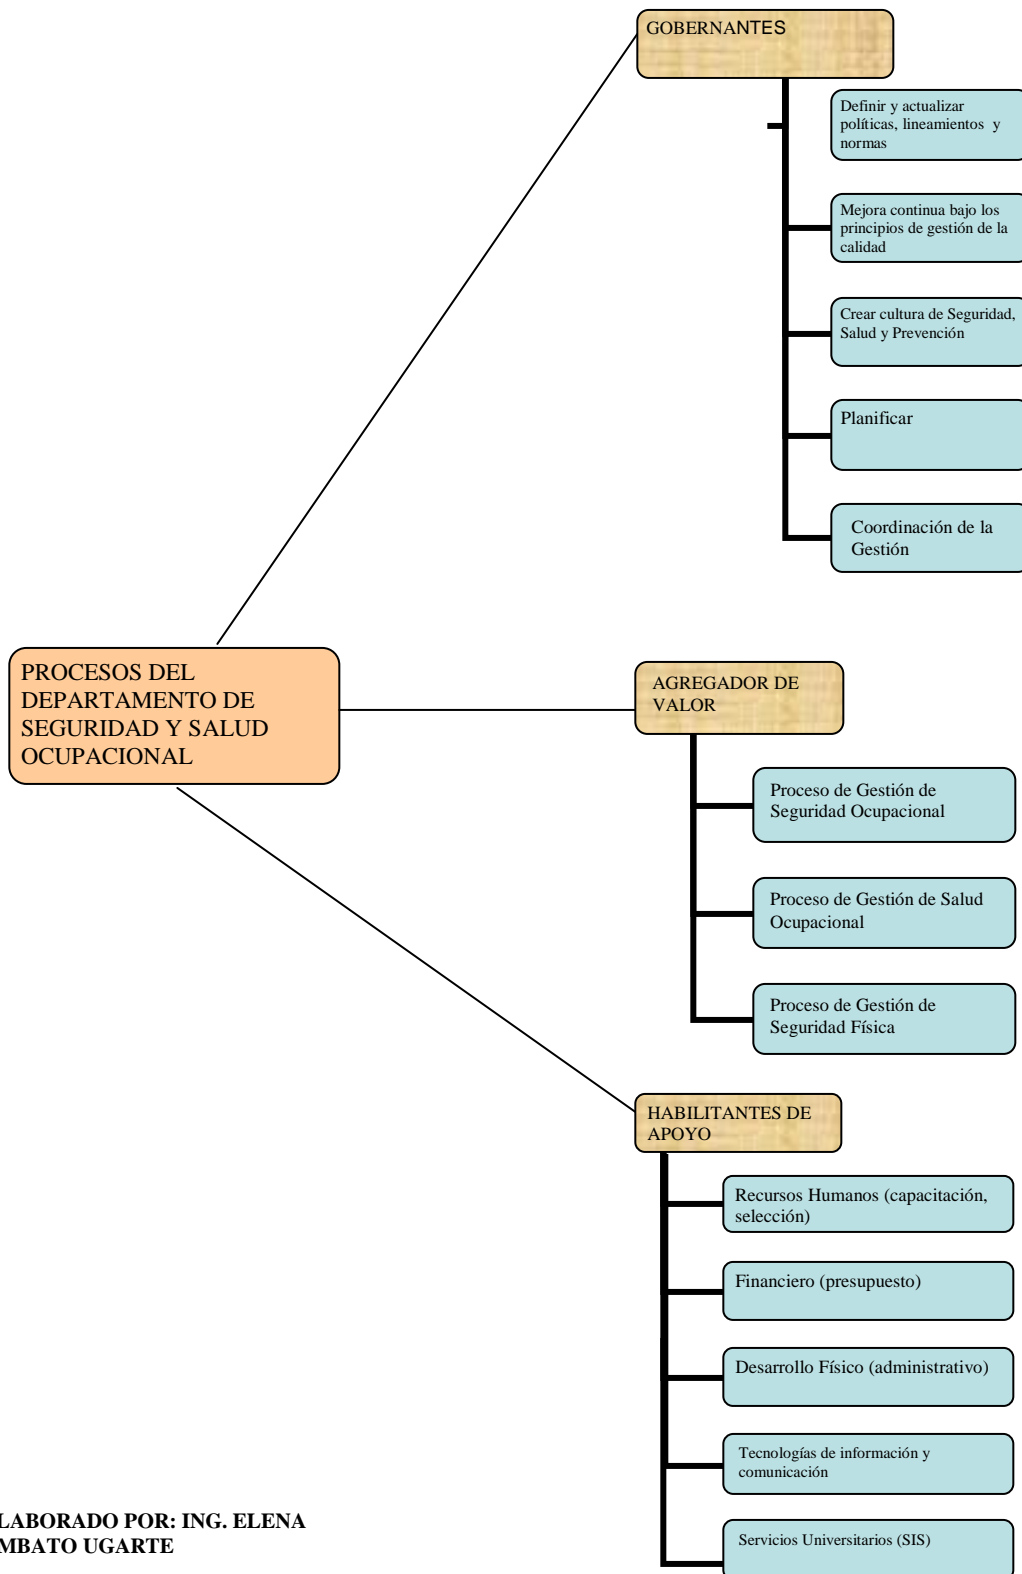 GOBERNANTES
Definir y actualizar
políticas, lineamientos y
normas
Mejora continua bajo los
principios de gestión de la
calidad
Crear cultura de Seguridad,
Salud y Prevención
Planificar
Coordinación de la
Gestión
PROCESOS DEL
DEPARTAMENTO DE
SEGURIDAD Y SALUD
OCUPACIONAL
AGREGADOR DE
VALOR
Proceso de Gestión de
Seguridad Ocupacional
Proceso de Gestión de Salud
Ocupacional
Proceso de Gestión de
Seguridad Física
HABILITANTES DE
APOYO
Recursos Humanos (capacitación,
selección)
Financiero (presupuesto)
Desarrollo Físico (administrativo)
Tecnologías de información y
comunicación
Servicios Universitarios (SIS)
LABORADO POR: ING. ELENA
MBATO UGARTE